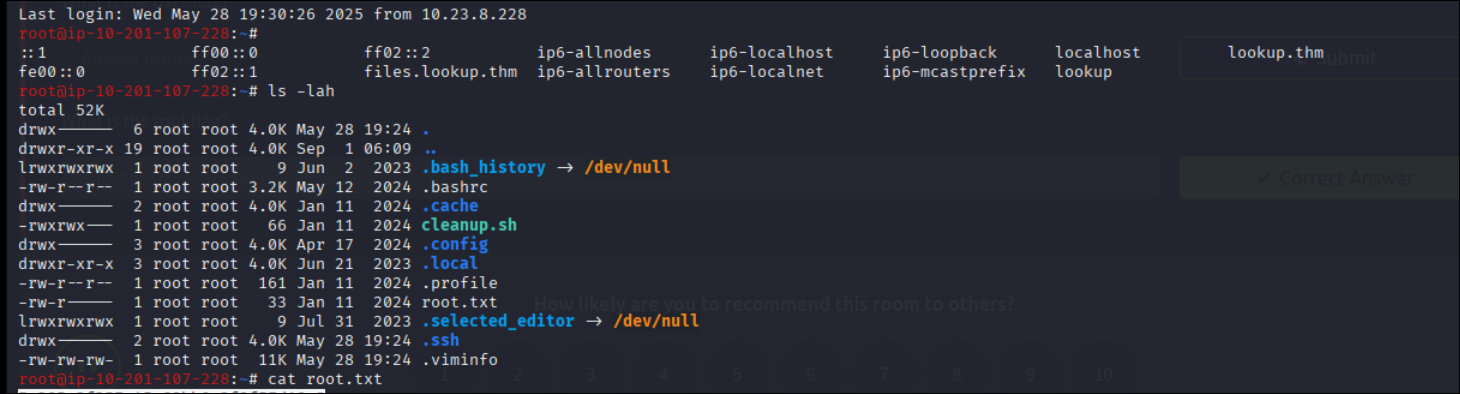 Last login: Wed May 28 19:30:26 2025 from 10.23.8.228
root@ip-10-201-107-228:~#
::1 ff00::0 ff02::2 ip6-allnodes ip6-localhost ip6-loopback localhost lookup.thm
fe00::0 ff02::1 files.lookup.thm ip6-allrouters ip6-localnet ip6-mcastprefix lookup
Submit
root@ip-10-201-107-228:~# ls -lah
total 52K
drwx------ 6 root root 4.0K May 28 19:24 .
drwxr-xr-x 19 root root 4.0K Sep 1 06:09 ..
lrwxrwxrwx 1 root root 9 Jun 2 2023 .bash_history -> /dev/null
-rw-r--r-- 1 root root 3.2K May 12 2024 .bashrc
✓ Correct Answer
drwx------ 2 root root 4.0K Jan 11 2024 .cache
-rwxrwx--- 1 root root 66 Jan 11 2024 cleanup.sh
drwx------ 3 root root 4.0K Apr 17 2024 .config
drwxr-xr-x 3 root root 4.0K Jun 21 2023 .local
-rw-r--r-- 1 root root 161 Jan 11 2024 .profile
-rw-r----- 1 root root 33 Jan 11 2024 root.txt
How likely are you to recommend this room to others?
lrwxrwxrwx 1 root root 9 Jul 31 2023 .selected_editor -> /dev/null
drwx------ 2 root root 4.0K May 28 19:24 .ssh
-rw-rw-rw- 1 root root 11K May 28 19:24 .viminfo
1 2 3 4 5 6 7 8 9 10
root@ip-10-201-107-228:~# cat root.txt